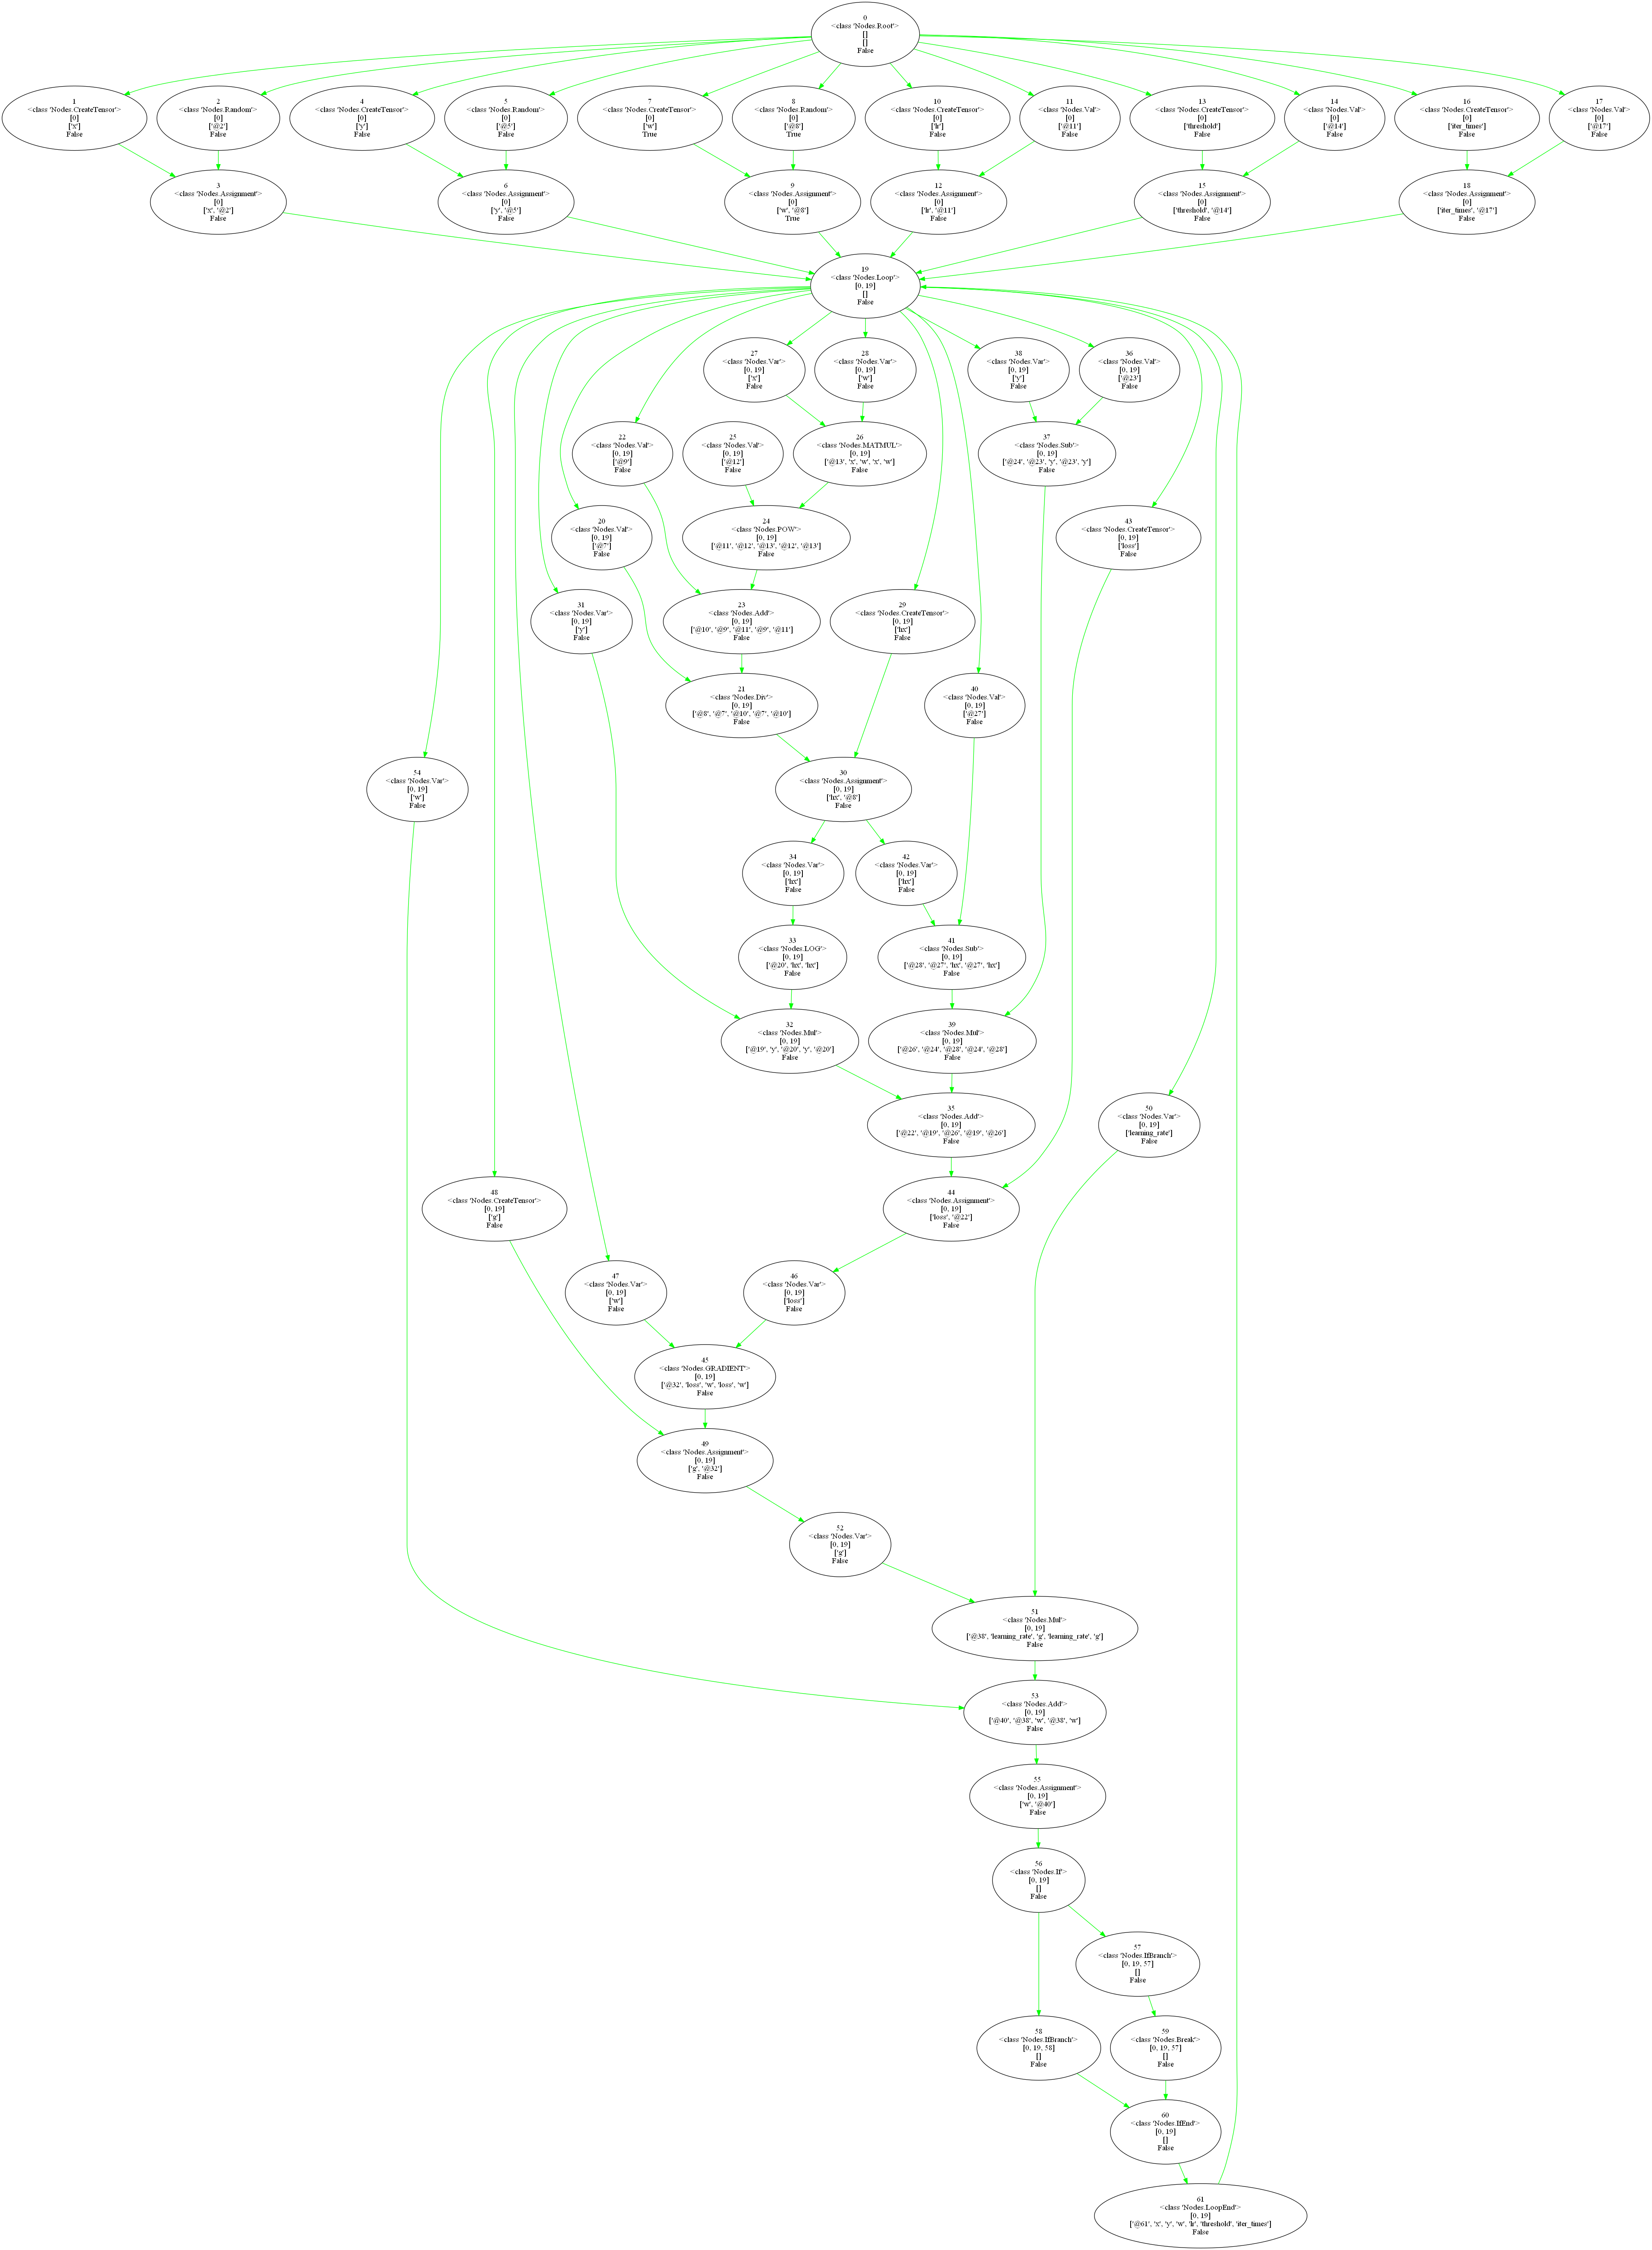 0
<class 'Nodes.Root'>
[]
[]
False
1
<class 'Nodes.CreateTensor'>
[0]
['x']
False
2
<class 'Nodes.Random'>
[0]
['@2']
False
4
<class 'Nodes.CreateTensor'>
[0]
['y']
False
5
<class 'Nodes.Random'>
[0]
['@5']
False
7
<class 'Nodes.CreateTensor'>
[0]
['w']
True
8
<class 'Nodes.Random'>
[0]
['@8']
True
10
<class 'Nodes.CreateTensor'>
[0]
['lr']
False
11
<class 'Nodes.Val'>
[0]
['@11']
False
13
<class 'Nodes.CreateTensor'>
[0]
['threshold']
False
14
<class 'Nodes.Val'>
[0]
['@14']
False
16
<class 'Nodes.CreateTensor'>
[0]
['iter_times']
False
17
<class 'Nodes.Val'>
[0]
['@17']
False
3
<class 'Nodes.Assignment'>
[0]
['x', '@2']
False
6
<class 'Nodes.Assignment'>
[0]
['y', '@5']
False
9
<class 'Nodes.Assignment'>
[0]
['w', '@8']
True
12
<class 'Nodes.Assignment'>
[0]
['lr', '@11']
False
15
<class 'Nodes.Assignment'>
[0]
['threshold', '@14']
False
18
<class 'Nodes.Assignment'>
[0]
['iter_times', '@17']
False
19
<class 'Nodes.Loop'>
[0, 19]
[]
False
27
<class 'Nodes.Var'>
[0, 19]
['x']
False
28
<class 'Nodes.Var'>
[0, 19]
['w']
False
38
<class 'Nodes.Var'>
[0, 19]
['y']
False
36
<class 'Nodes.Val'>
[0, 19]
['@23']
False
22
<class 'Nodes.Val'>
[0, 19]
['@9']
False
25
<class 'Nodes.Val'>
[0, 19]
['@12']
False
26
<class 'Nodes.MATMUL'>
[0, 19]
['@13', 'x', 'w', 'x', 'w']
False
37
<class 'Nodes.Sub'>
[0, 19]
['@24', '@23', 'y', '@23', 'y']
False
20
<class 'Nodes.Val'>
[0, 19]
['@7']
False
24
<class 'Nodes.POW'>
[0, 19]
['@11', '@12', '@13', '@12', '@13']
False
43
<class 'Nodes.CreateTensor'>
[0, 19]
['loss']
False
31
<class 'Nodes.Var'>
[0, 19]
['y']
False
23
<class 'Nodes.Add'>
[0, 19]
['@10', '@9', '@11', '@9', '@11']
False
29
<class 'Nodes.CreateTensor'>
[0, 19]
['hx']
False
21
<class 'Nodes.Div'>
[0, 19]
['@8', '@7', '@10', '@7', '@10']
False
40
<class 'Nodes.Val'>
[0, 19]
['@27']
False
54
<class 'Nodes.Var'>
[0, 19]
['w']
False
30
<class 'Nodes.Assignment'>
[0, 19]
['hx', '@8']
False
34
<class 'Nodes.Var'>
[0, 19]
['hx']
False
42
<class 'Nodes.Var'>
[0, 19]
['hx']
False
33
<class 'Nodes.LOG'>
[0, 19]
['@20', 'hx', 'hx']
False
41
<class 'Nodes.Sub'>
[0, 19]
['@28', '@27', 'hx', '@27', 'hx']
False
32
<class 'Nodes.Mul'>
[0, 19]
['@19', 'y', '@20', 'y', '@20']
False
39
<class 'Nodes.Mul'>
[0, 19]
['@26', '@24', '@28', '@24', '@28']
False
35
<class 'Nodes.Add'>
[0, 19]
['@22', '@19', '@26', '@19', '@26']
False
50
<class 'Nodes.Var'>
[0, 19]
['learning_rate']
False
48
<class 'Nodes.CreateTensor'>
[0, 19]
['g']
False
44
<class 'Nodes.Assignment'>
[0, 19]
['loss', '@22']
False
47
<class 'Nodes.Var'>
[0, 19]
['w']
False
46
<class 'Nodes.Var'>
[0, 19]
['loss']
False
45
<class 'Nodes.GRADIENT'>
[0, 19]
['@32', 'loss', 'w', 'loss', 'w']
False
49
<class 'Nodes.Assignment'>
[0, 19]
['g', '@32']
False
52
<class 'Nodes.Var'>
[0, 19]
['g']
False
51
<class 'Nodes.Mul'>
[0, 19]
['@38', 'learning_rate', 'g', 'learning_rate', 'g']
False
53
<class 'Nodes.Add'>
[0, 19]
['@40', '@38', 'w', '@38', 'w']
False
55
<class 'Nodes.Assignment'>
[0, 19]
['w', '@40']
False
56
<class 'Nodes.If'>
[0, 19]
[]
False
57
<class 'Nodes.IfBranch'>
[0, 19, 57]
[]
False
58
<class 'Nodes.IfBranch'>
[0, 19, 58]
[]
False
59
<class 'Nodes.Break'>
[0, 19, 57]
[]
False
60
<class 'Nodes.IfEnd'>
[0, 19]
[]
False
61
<class 'Nodes.LoopEnd'>
[0, 19]
['@61', 'x', 'y', 'w', 'lr', 'threshold', 'iter_times']
False